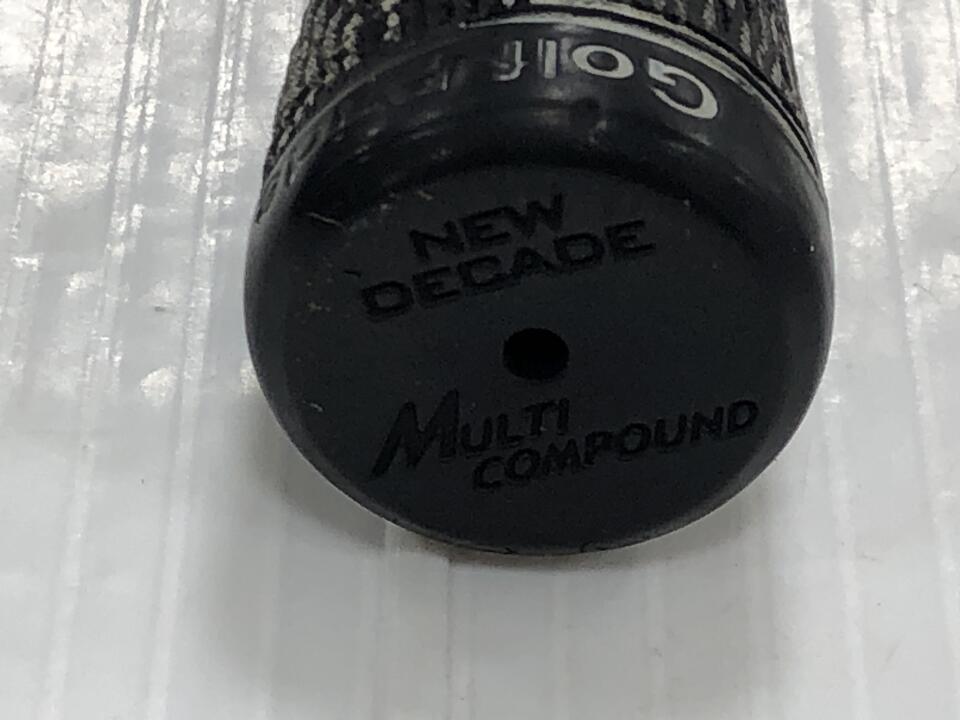 Golf
NEW
DECADE
MULTI
COMPOUND